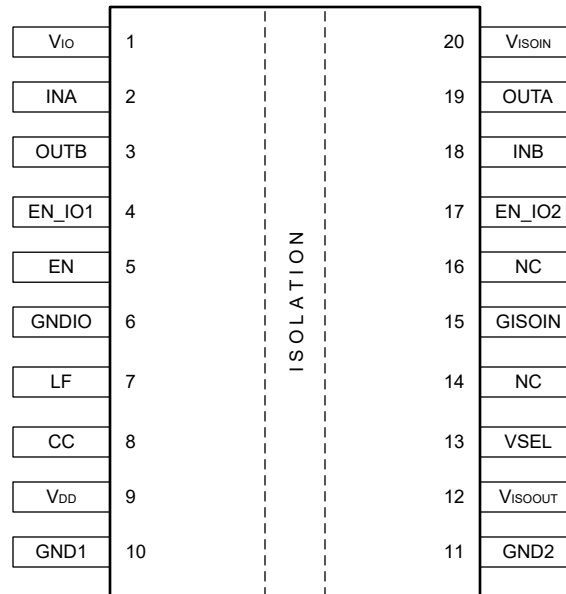 VIO 1 20 VISOIN
INA 2 19 OUTA
OUTB 3 18 INB
EN_IO1 4 17 EN_IO2
EN 5 16 NC
GNDIO 6 15 GISOIN
LF 7 14 NC
CC 8 13 VSEL
VDD 9 12 VISOOUT
GND1 10 11 GND2
ISOLATION